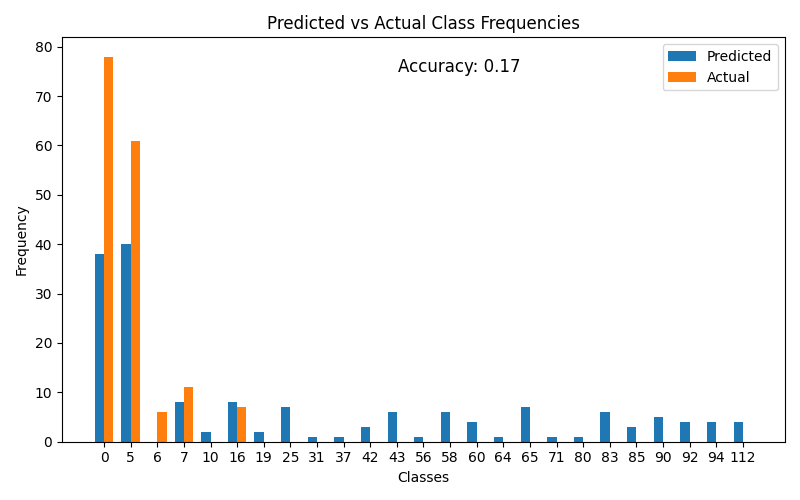 Predicted vs Actual Class Frequencies
Accuracy: 0.17
Predicted
Actual
Frequency
80
70
60
50
40
30
20
10
0
0 5 6 7 10 16 19 25 31 37 42 43 56 58 60 64 65 71 80 83 85 90 92 94 112
Classes